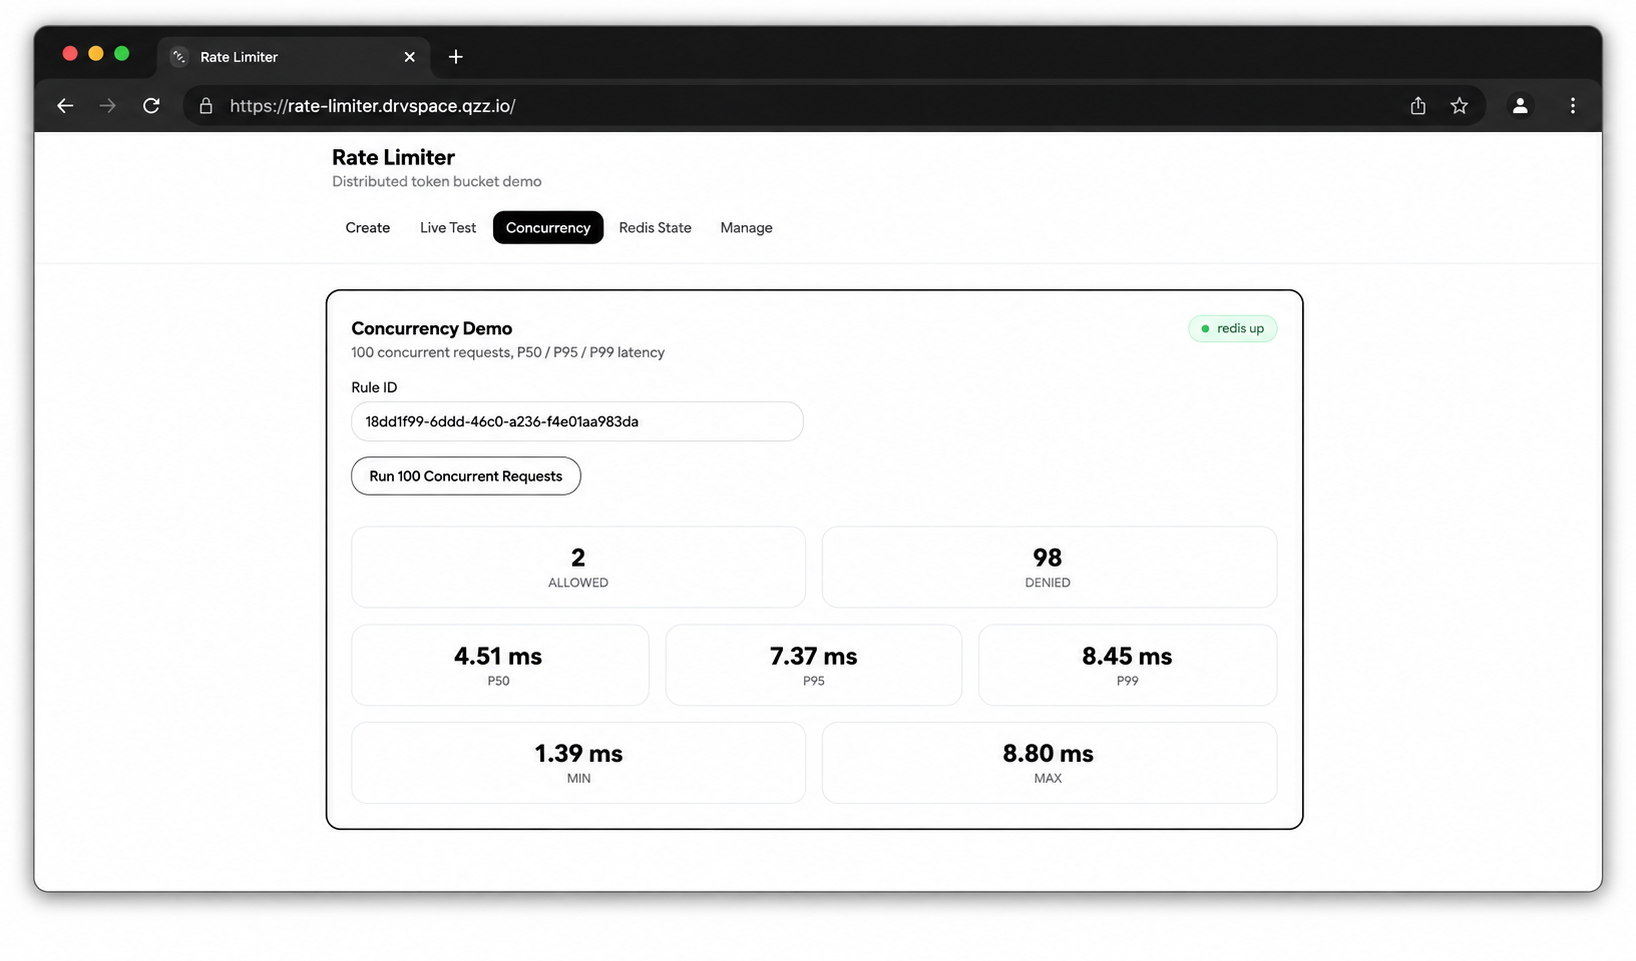 Rate Limiter
https://rate-limiter.drvspace.qzz.io/
Rate Limiter
Distributed token bucket demo
Create Live Test Concurrency Redis State Manage
Concurrency Demo
redis up
100 concurrent requests, P50 / P95 / P99 latency
Rule ID
18dd1f99-6ddd-46c0-a236-f4e01aa983da
Run 100 Concurrent Requests
2 98
ALLOWED DENIED
4.51 ms 7.37 ms 8.45 ms
P50 P95 P99
1.39 ms 8.80 ms
MIN MAX